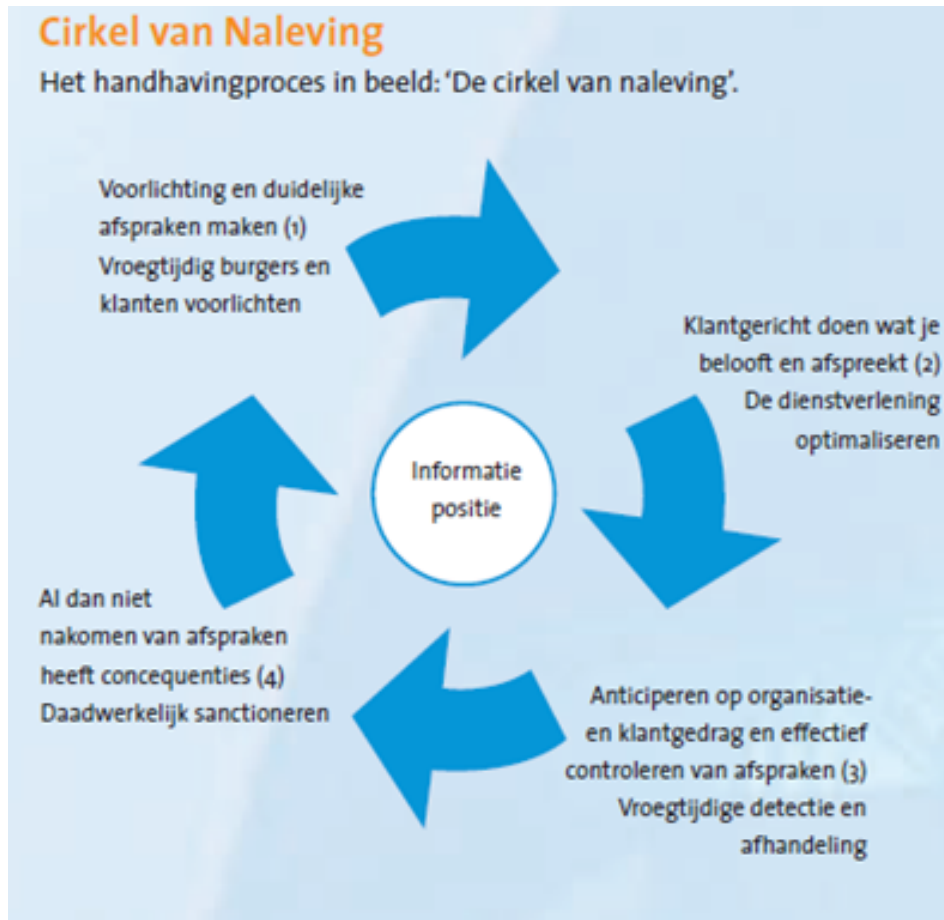 Cirkel van Naleving
Het handhavingproces in beeld: ‘De cirkel van naleving’.
Voorlichting en duidelijke
afspraken maken (1)
Vroegtijdig burgers en
klanten voorlichten
Klantgericht doen wat je
belooft en afspreekt (2)
De dienstverlening
optimaliseren
Informatie
positie
Anticiperen op organisatie-
en klantgedrag en effectief
controleren van afspraken (3)
Vroegtijdige detectie en
afhandeling
Al dan niet
nakomen van afspraken
heeft concequenties (4)
Daadwerkelijk sanctioneren